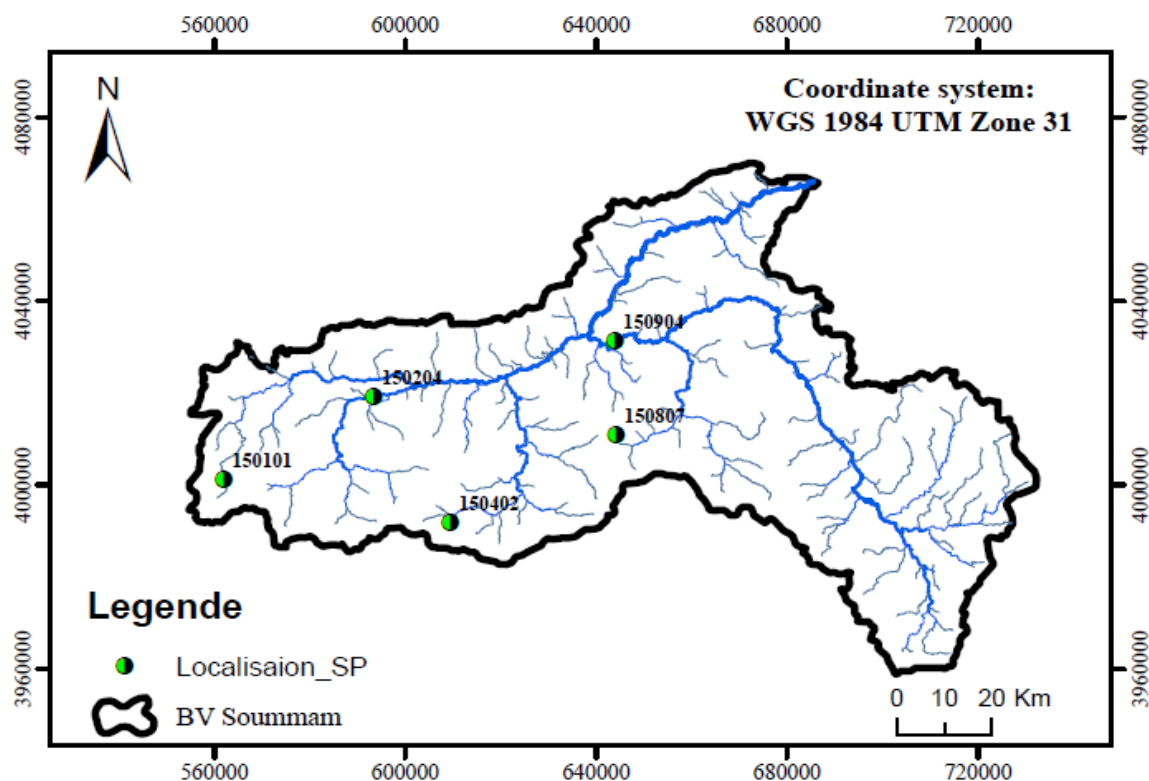 560000 600000 640000 680000 720000
N
Coordinate system:
WGS 1984 UTM Zone 31
4080000 4080000
4040000 4040000
150904
150204
150807
150101
4000000 4000000
150402
Legende
Localisaion_SP
3960000 3960000
0 10 20 Km
BV Soummam
560000 600000 640000 680000 720000